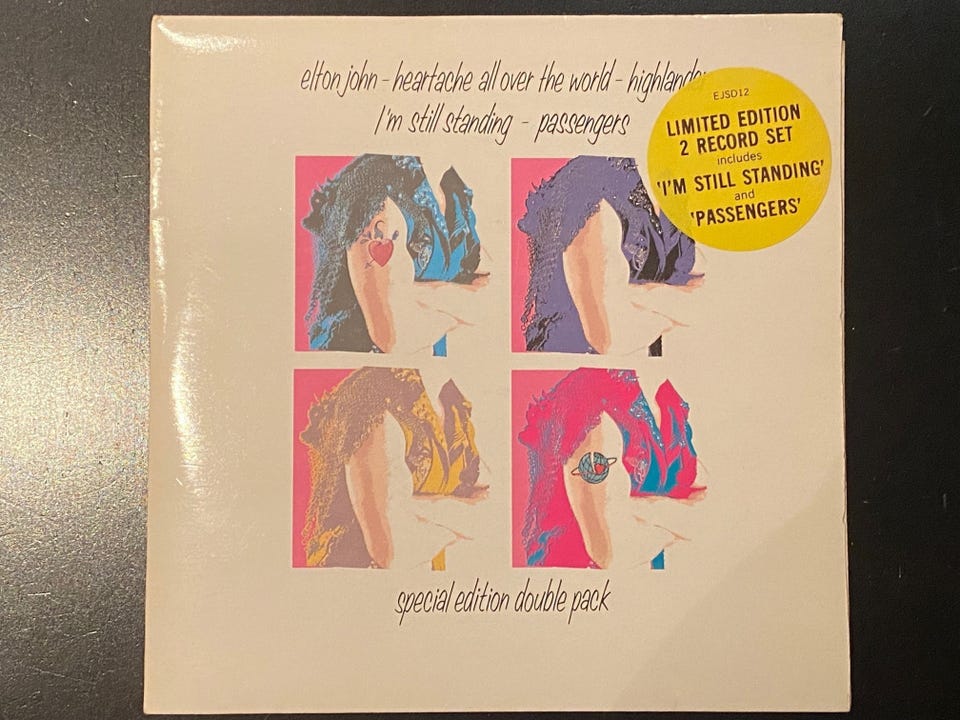 elton john - heartache all over the world - highlander
I'm still standing - passengers
EJSD12
LIMITED EDITION
2 RECORD SET
includes
'I'M STILL STANDING'
and
'PASSENGERS'
special edition double pack